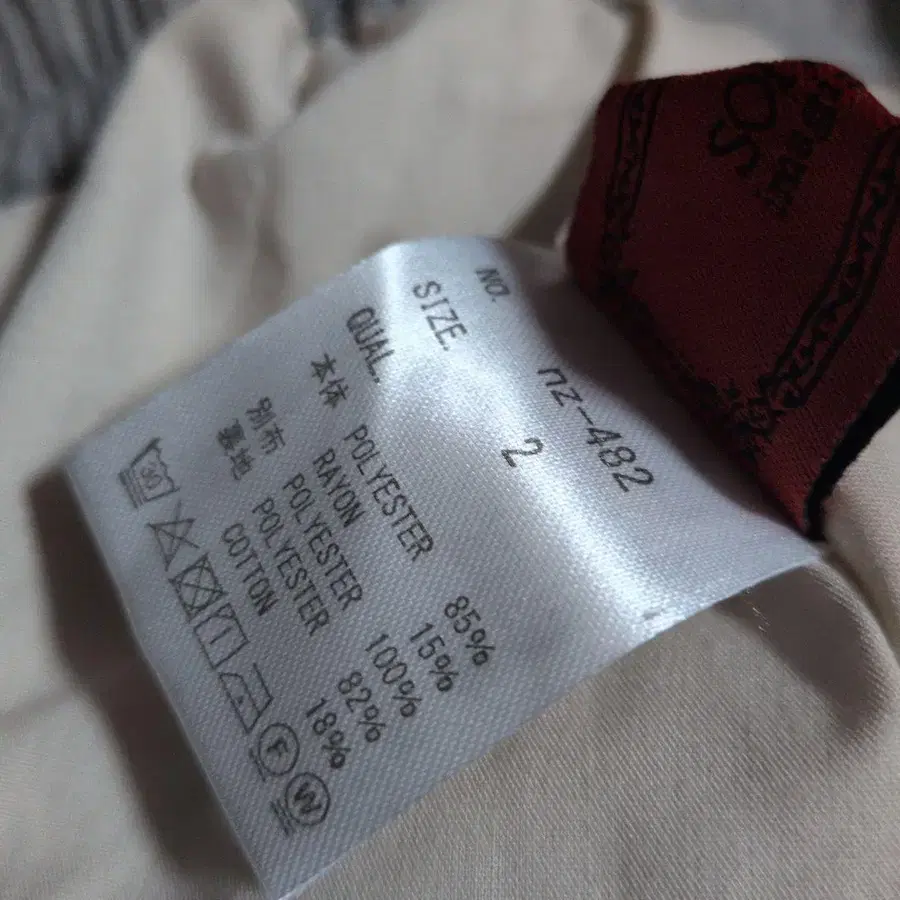 NO. nz-482
SIZE. 2
QUAL.
本体 POLYESTER 85%
RAYON 15%
別布 POLYESTER 100%
裏地 POLYESTER 82%
COTTON 18%
30
F
W